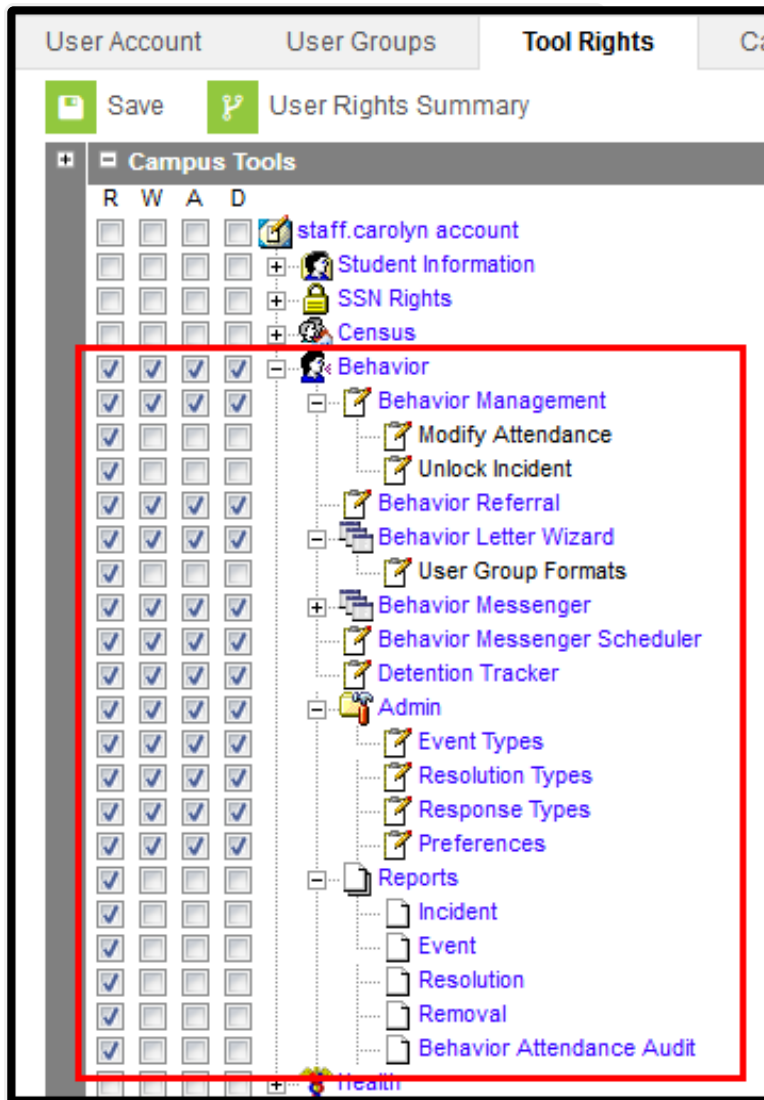 User Account User Groups Tool Rights Ca
Save User Rights Summary
Campus Tools
R W A D
staff.carolyn account
Student Information
SSN Rights
Census
Behavior
Behavior Management
Modify Attendance
Unlock Incident
Behavior Referral
Behavior Letter Wizard
User Group Formats
Behavior Messenger
Behavior Messenger Scheduler
Detention Tracker
Admin
Event Types
Resolution Types
Response Types
Preferences
Reports
Incident
Event
Resolution
Removal
Behavior Attendance Audit
Health